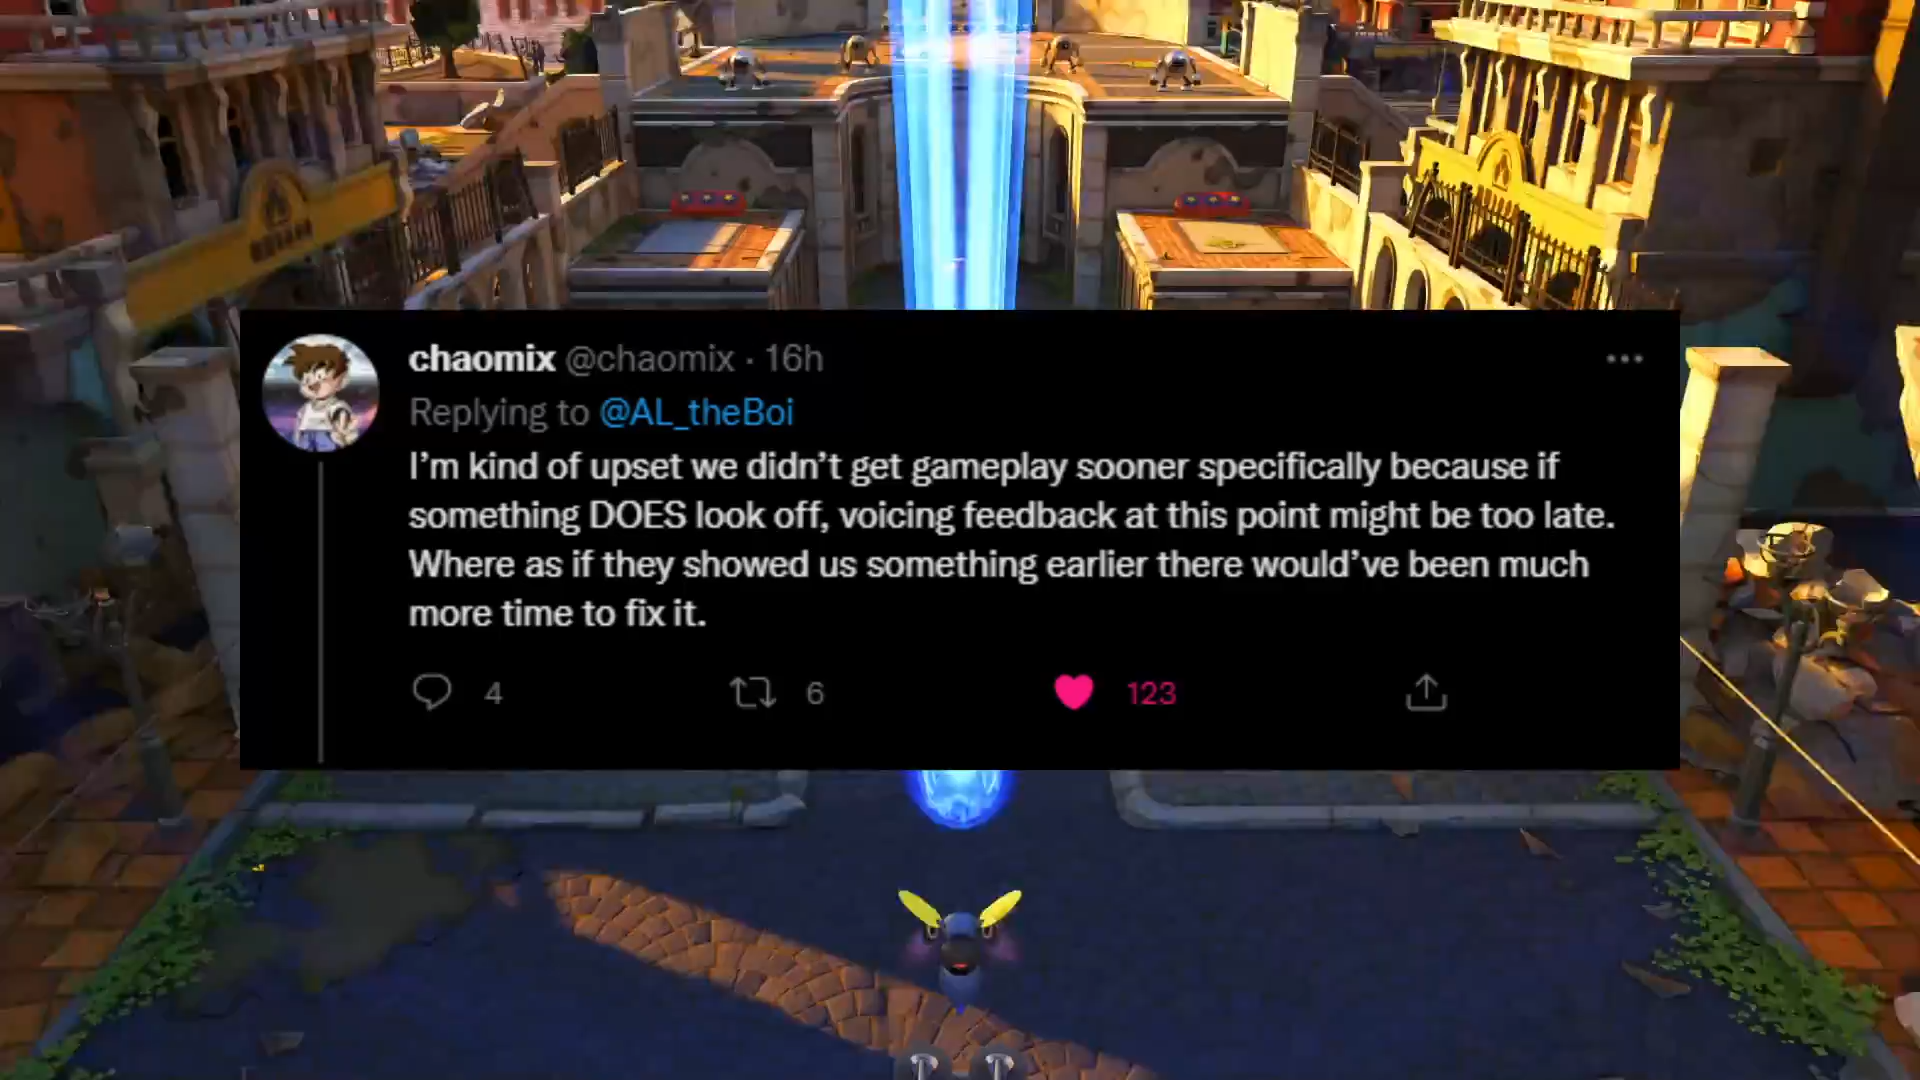 chaomix @chaomix · 16h
Replying to @AL_theBoi
I'm kind of upset we didn't get gameplay sooner specifically because if
something DOES look off, voicing feedback at this point might be too late.
Where as if they showed us something earlier there would've been much
more time to fix it.
4 6 123